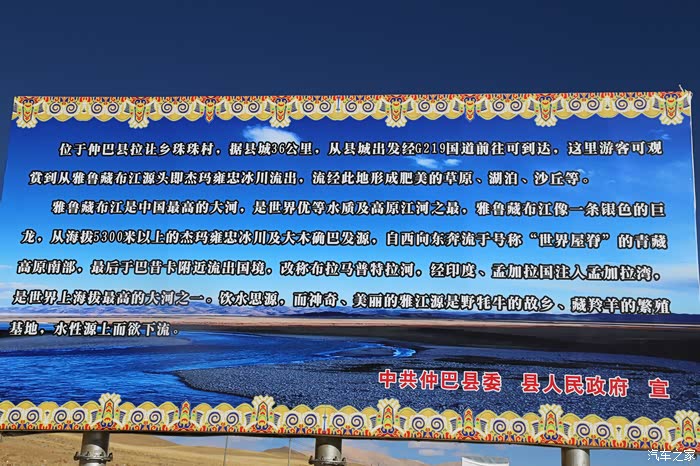 位于仲巴县拉让乡珠珠村，据县城36公里，从县城出发经G219国道前往可到达，这里游客可观
赏到从雅鲁藏布江源头即杰玛雍忠冰川流出，流经此地形成肥美的草原、湖泊、沙丘等。
雅鲁藏布江是中国最高的大河，是世界优等水质及高原江河之最，雅鲁藏布江像一条银色的巨
龙，从海拔5300米以上的杰玛雍忠冰川及大木确巴发源，自西向东奔流于号称“世界屋脊”的青藏
高原南部，最后于巴昔卡附近流出国境，改称布拉马普特拉河，经印度、孟加拉国注入孟加拉湾，
是世界上海拔最高的大河之一。饮水思源，而神奇、美丽的雅江源是野牦牛的故乡、藏羚羊的繁殖
基地，水性源上而欲下流。
中共仲巴县委 县人民政府 宣
汽车之家